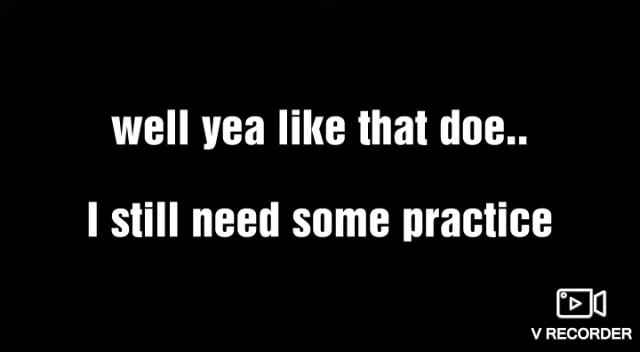 well yea like that doe..
I still need some practice
V RECORDER